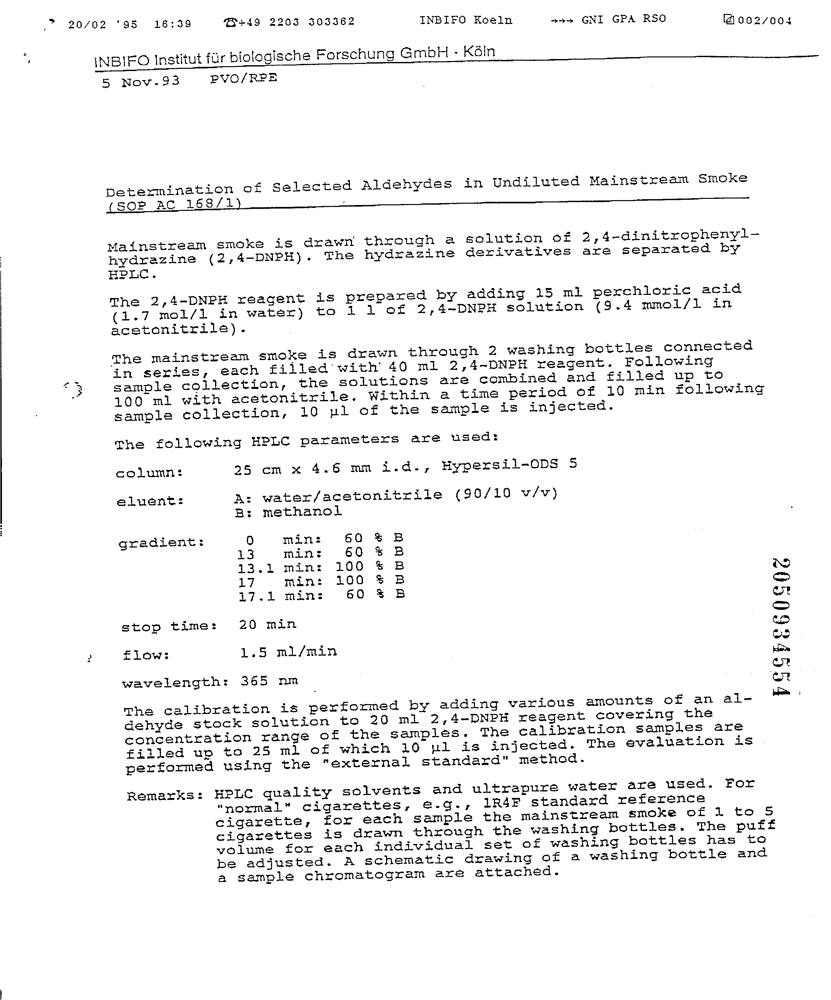 20/02 '95 16:39 ☎+49 2203 303362 INBIFO Koeln →→→ GNI GPA RSO 002/004
INBIFO Institut für biologische Forschung GmbH · Köln
5 Nov.93 PVO/RPE
Determination of Selected Aldehydes in Undiluted Mainstream Smoke
(SOP AC 168/1)
Mainstream smoke is drawn through a solution of 2,4-dinitrophenyl-
hydrazine (2,4-DNPH). The hydrazine derivatives are separated by
HPLC.
The 2,4-DNPH reagent is prepared by adding 15 ml perchloric acid
(1.7 mol/l in water) to 1 l of 2,4-DNPH solution (9.4 mmol/l in
acetonitrile).
The mainstream smoke is drawn through 2 washing bottles connected
in series, each filled with 40 ml 2,4-DNPH reagent. Following
sample collection, the solutions are combined and filled up to
100 ml with acetonitrile. Within a time period of 10 min following
sample collection, 10 µl of the sample is injected.
The following HPLC parameters are used:
column: 25 cm x 4.6 mm i.d., Hypersil-ODS 5
eluent: A: water/acetonitrile (90/10 v/v)
B: methanol
gradient: 0 min: 60 % B
13 min: 60 % B
13.1 min: 100 % B
17 min: 100 % B
17.1 min: 60 % B
stop time: 20 min
flow: 1.5 ml/min
wavelength: 365 nm
The calibration is performed by adding various amounts of an al-
dehyde stock solution to 20 ml 2,4-DNPH reagent covering the
concentration range of the samples. The calibration samples are
filled up to 25 ml of which 10 µl is injected. The evaluation is
performed using the "external standard" method.
Remarks: HPLC quality solvents and ultrapure water are used. For
"normal" cigarettes, e.g., 1R4F standard reference
cigarette, for each sample the mainstream smoke of 1 to 5
cigarettes is drawn through the washing bottles. The puff
volume for each individual set of washing bottles has to
be adjusted. A schematic drawing of a washing bottle and
a sample chromatogram are attached.
2050934554